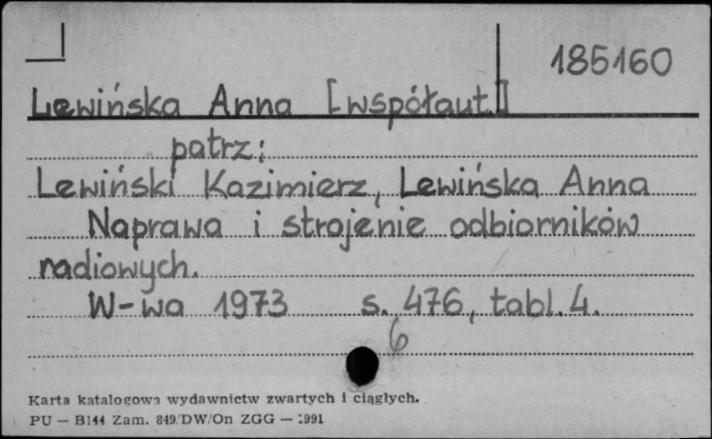 185160
Lewińska Anna [współaut.]
patrz:
Lewiński Kazimierz, Lewińska Anna
Naprawa i strojenie odbiorników
radiowych.
W-wa 1973 s. 476, tabl. 4.
6
Karta katalogowa wydawnictw zwartych i ciągłych.
PU — B144 Zam. 849/DW/On ZGG — 1991